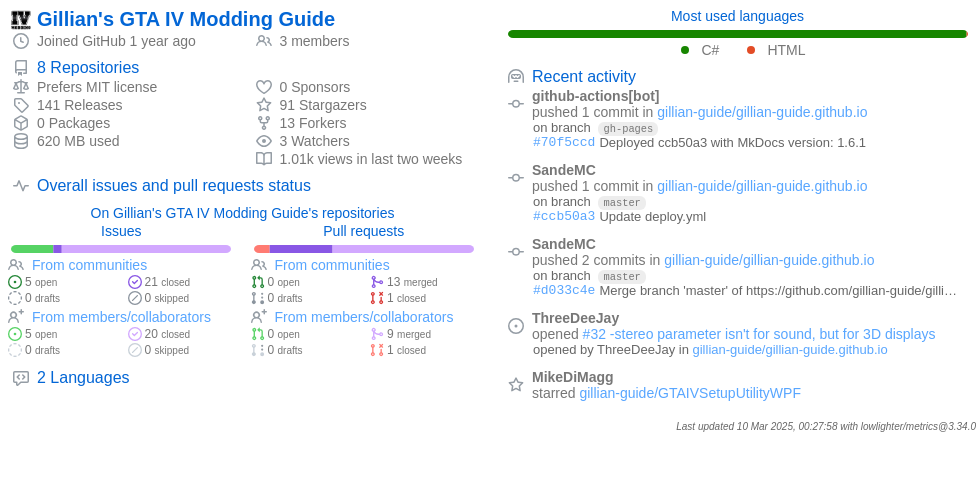 Gillian's GTA IV Modding Guide
Joined GitHub 1 year ago
3 members
8 Repositories
Prefers MIT license
0 Sponsors
141 Releases
91 Stargazers
0 Packages
13 Forkers
620 MB used
3 Watchers
1.01k views in last two weeks
Overall issues and pull requests status
On Gillian's GTA IV Modding Guide's repositories
Issues
Pull requests
From communities
From communities
5 open
21 closed
0 open
13 merged
0 drafts
0 skipped
0 drafts
1 closed
From members/collaborators
From members/collaborators
5 open
20 closed
0 open
9 merged
0 drafts
0 skipped
0 drafts
1 closed
2 Languages
Most used languages
C#
HTML
Recent activity
github-actions[bot]
pushed 1 commit in gillian-guide/gillian-guide.github.io
on branch gh-pages
#70f5ccd Deployed ccb50a3 with MkDocs version: 1.6.1
SandeMC
pushed 1 commit in gillian-guide/gillian-guide.github.io
on branch master
#ccb50a3 Update deploy.yml
SandeMC
pushed 2 commits in gillian-guide/gillian-guide.github.io
on branch master
#d033c4e Merge branch 'master' of https://github.com/gillian-guide/gilli…
ThreeDeeJay
opened #32 -stereo parameter isn't for sound, but for 3D displays
opened by ThreeDeeJay in gillian-guide/gillian-guide.github.io
MikeDiMagg
starred gillian-guide/GTAIVSetupUtilityWPF
Last updated 10 Mar 2025, 00:27:58 with lowlighter/metrics@3.34.0